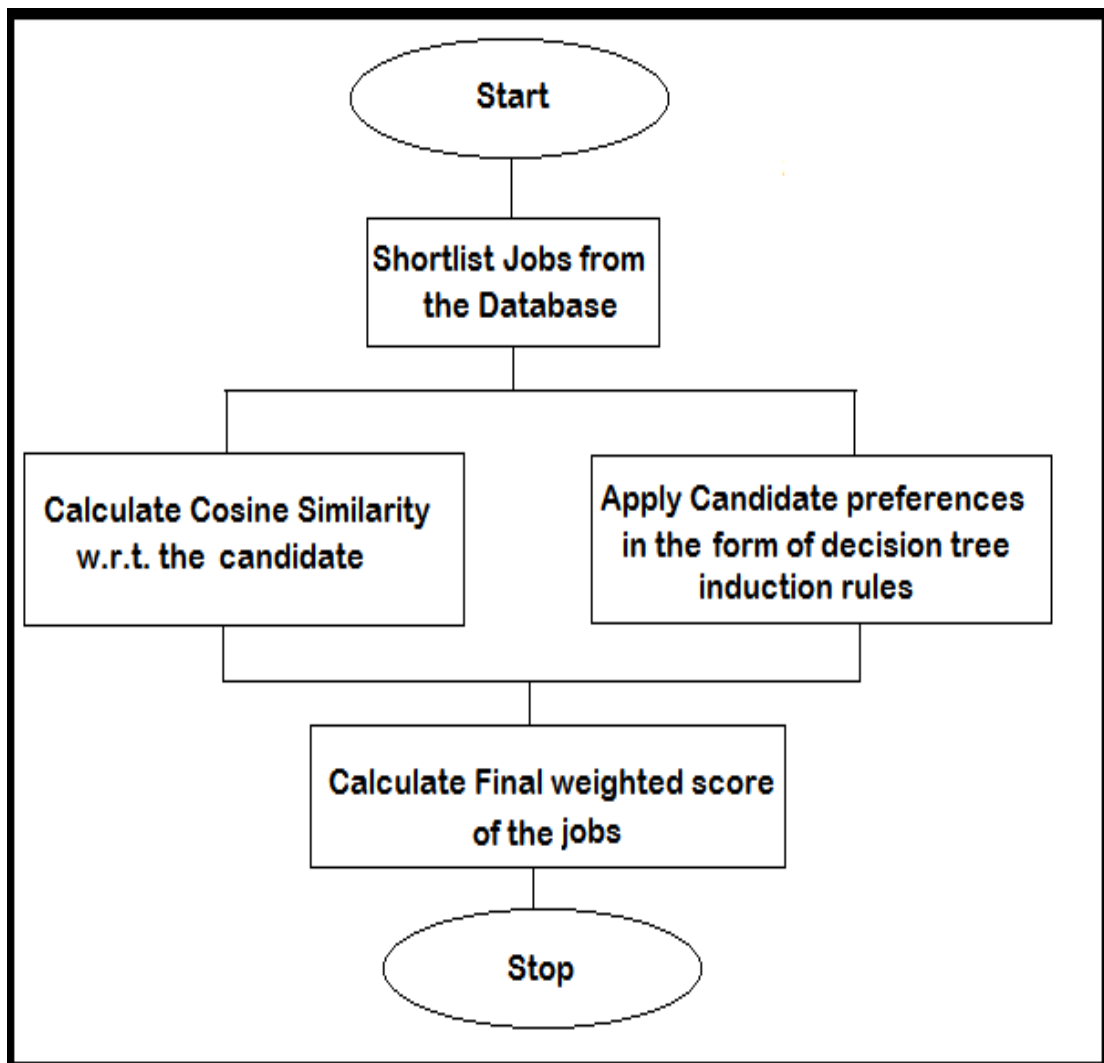 Start
Shortlist Jobs from
the Database
Calculate Cosine Similarity
w.r.t. the candidate
Apply Candidate preferences
in the form of decision tree
induction rules
Calculate Final weighted score
of the jobs
Stop